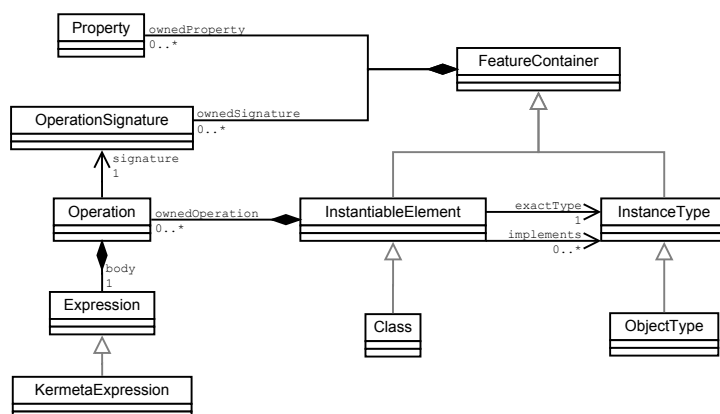 Property
ownedProperty
0..*
FeatureContainer
OperationSignature
ownedSignature
0..*
signature
1
Operation
ownedOperation
0..*
InstantiableElement
exactType
1
implements
0..*
InstanceType
body
1
Expression
Class
ObjectType
KermetaExpression